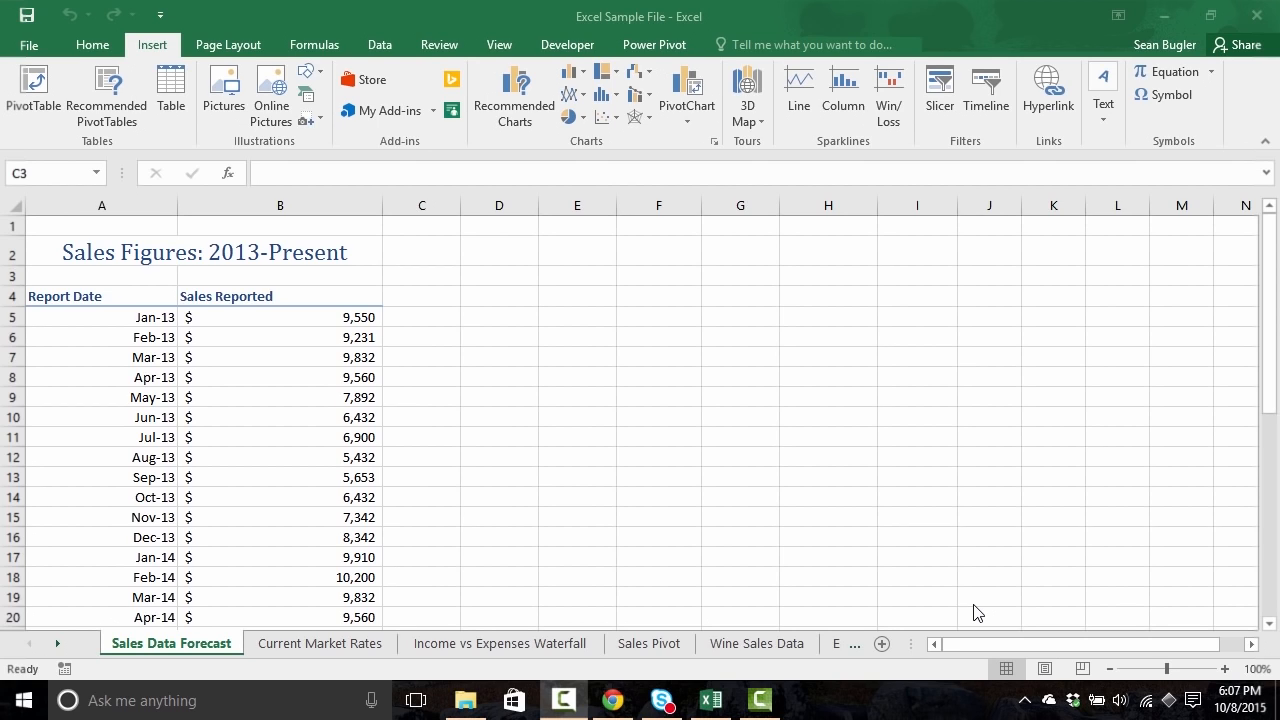 Excel Sample File - Excel
File Home Insert Page Layout Formulas Data Review View Developer Power Pivot Tell me what you want to do... Sean Bugler Share
PivotTable Recommended PivotTables Table
Pictures Online Pictures
Store
My Add-ins
Recommended Charts
PivotChart
3D Map
Line Column Win/Loss
Slicer Timeline
Hyperlink
Text
Equation
Symbol
Tables Illustrations Add-ins Charts Tours Sparklines Filters Links Symbols
C3 fx
A B C D E F G H I J K L M N
1
2 Sales Figures: 2013-Present
3
4 Report Date Sales Reported
5 Jan-13 $ 9,550
6 Feb-13 $ 9,231
7 Mar-13 $ 9,832
8 Apr-13 $ 9,560
9 May-13 $ 7,892
10 Jun-13 $ 6,432
11 Jul-13 $ 6,900
12 Aug-13 $ 5,432
13 Sep-13 $ 5,653
14 Oct-13 $ 6,432
15 Nov-13 $ 7,342
16 Dec-13 $ 8,342
17 Jan-14 $ 9,910
18 Feb-14 $ 10,200
19 Mar-14 $ 9,832
20 Apr-14 $ 9,560
Sales Data Forecast Current Market Rates Income vs Expenses Waterfall Sales Pivot Wine Sales Data E ...
Ready 100%
Ask me anything
6:07 PM
10/8/2015